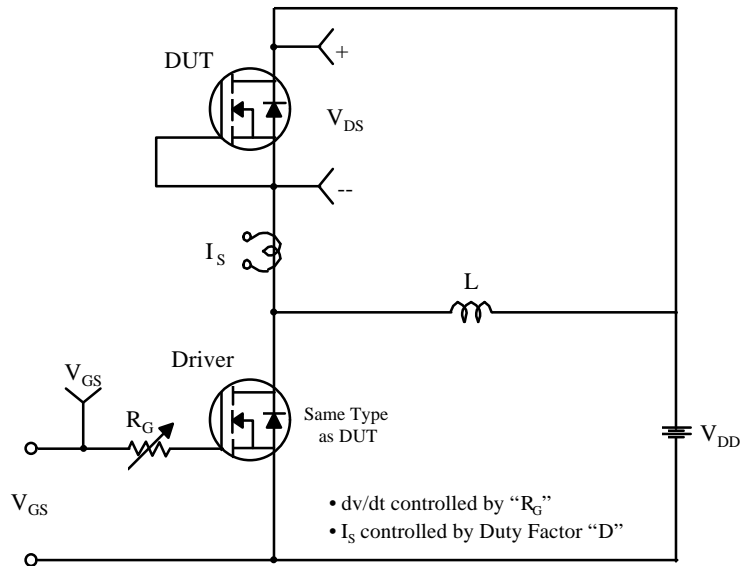 DUT
+
V_DS
--
I_S
L
Driver
V_GS
R_G
Same Type
as DUT
V_DD
V_GS
• dv/dt controlled by “R_G”
• I_S controlled by Duty Factor “D”